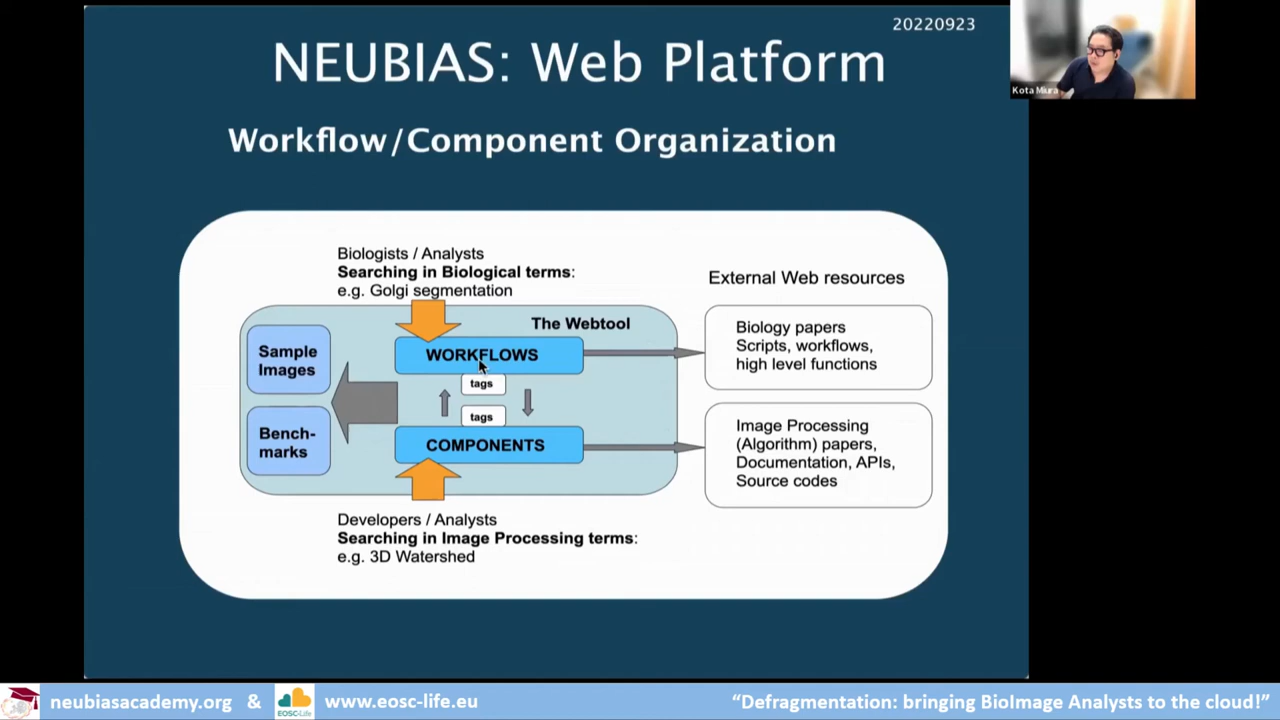 20220923
NEUBIAS: Web Platform
Kota Miura
Workflow/Component Organization
Biologists / Analysts
Searching in Biological terms:
e.g. Golgi segmentation
External Web resources
The Webtool
Sample
Images
WORKFLOWS
tags
tags
Bench-
marks
COMPONENTS
Biology papers
Scripts, workflows,
high level functions
Image Processing
(Algorithm) papers,
Documentation, APIs,
Source codes
Developers / Analysts
Searching in Image Processing terms:
e.g. 3D Watershed
neubiasacademy.org &
EOSC-Life
www.eosc-life.eu
“Defragmentation: bringing BioImage Analysts to the cloud!”